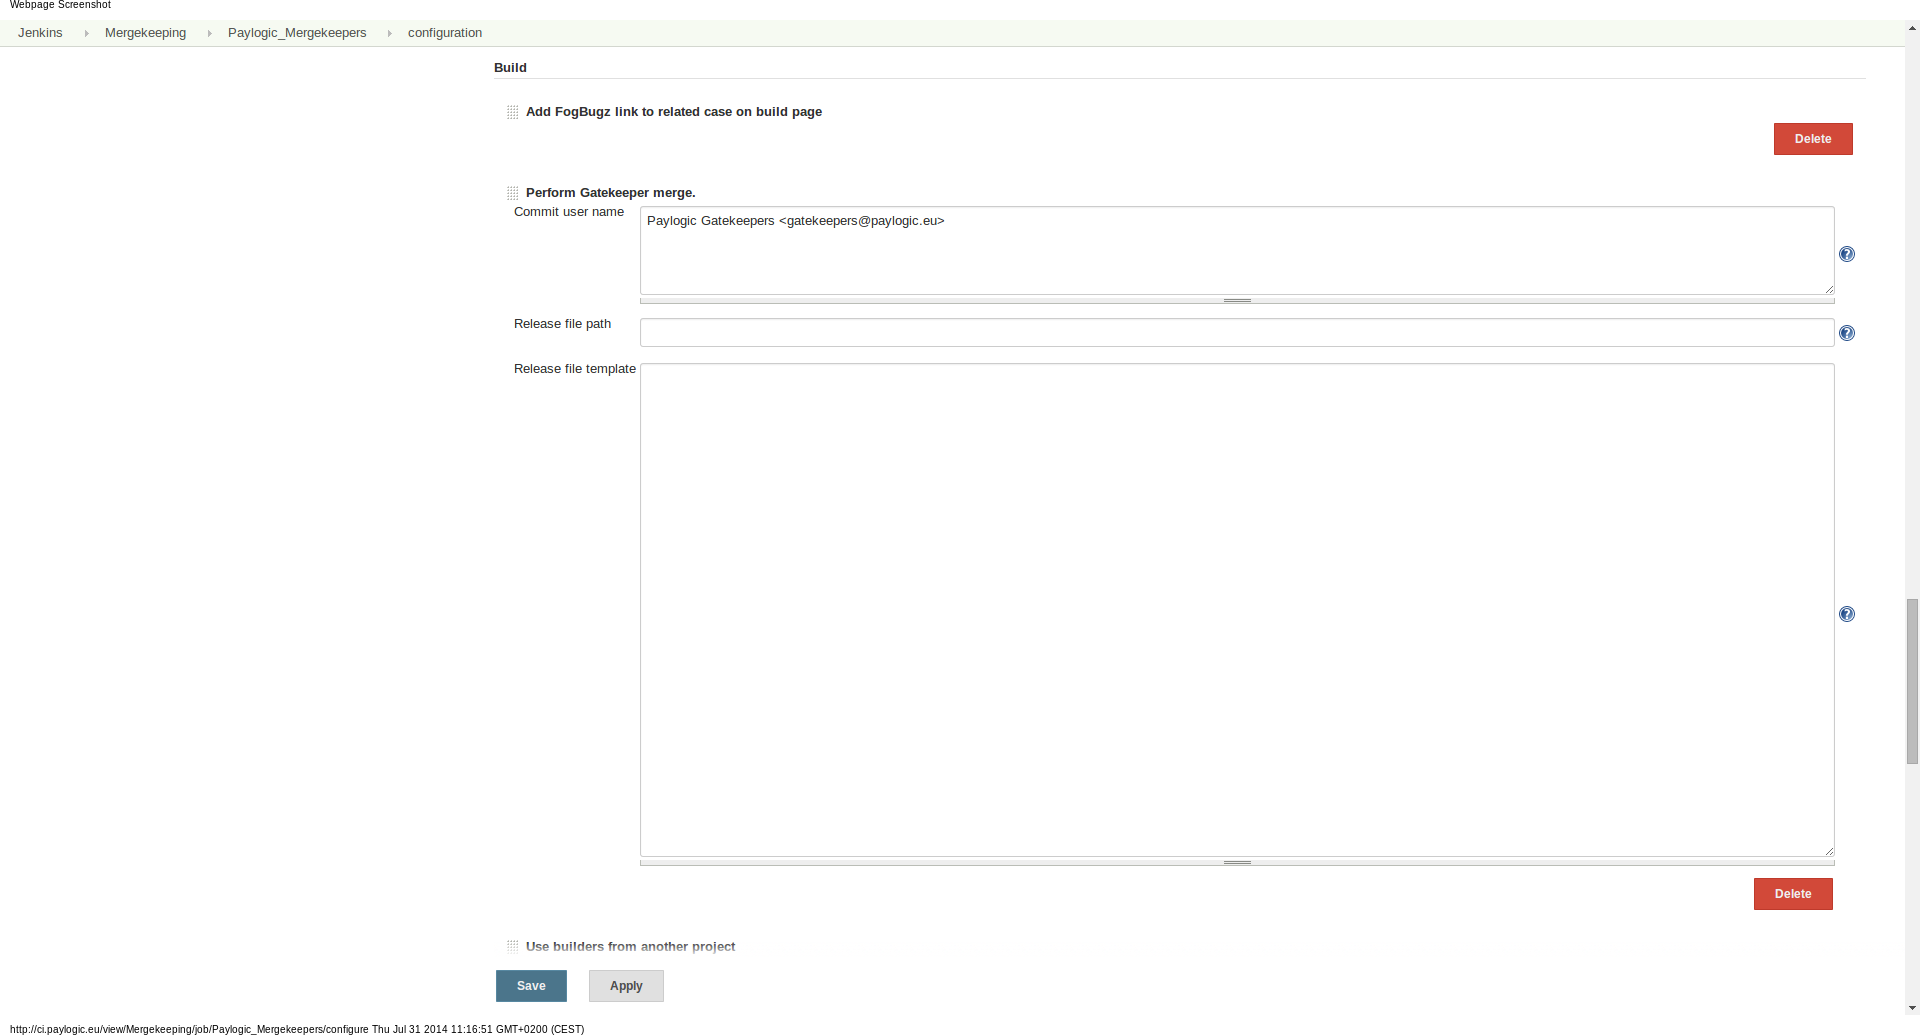 Webpage Screenshot
Jenkins Mergekeeping Paylogic_Mergekeepers configuration
Build
Add FogBugz link to related case on build page
Delete
Perform Gatekeeper merge.
Commit user name
Paylogic Gatekeepers <gatekeepers@paylogic.eu>
Release file path
Release file template
Delete
Use builders from another project
Save Apply
http://ci.paylogic.eu/view/Mergekeeping/job/Paylogic_Mergekeepers/configure Thu Jul 31 2014 11:16:51 GMT+0200 (CEST)